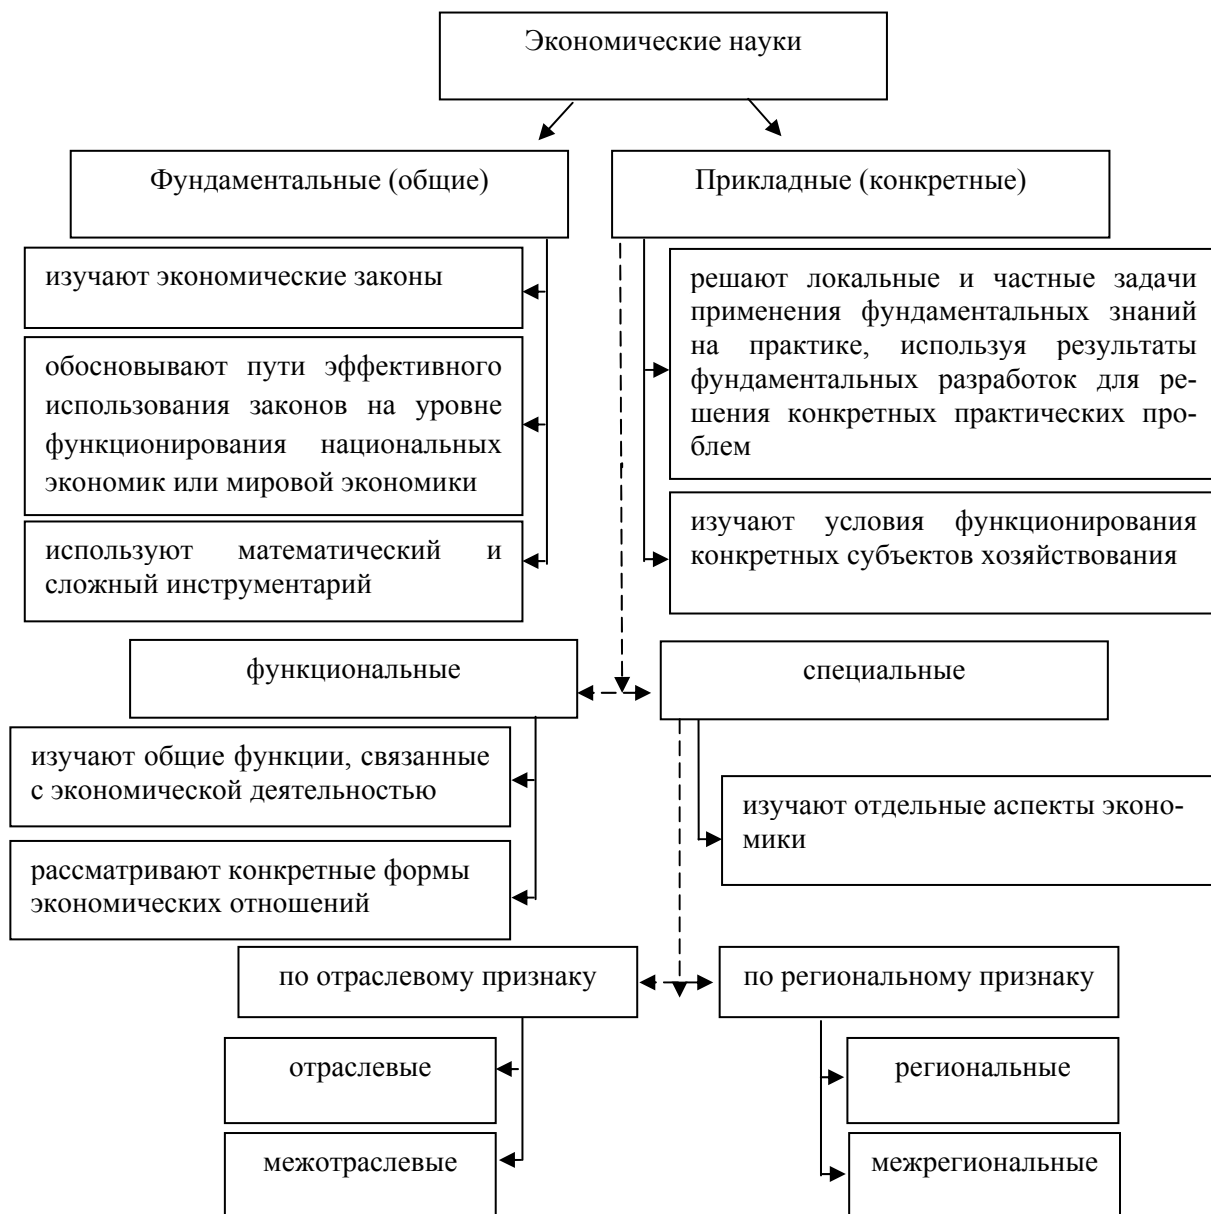 Экономические науки
Фундаментальные (общие)
Прикладные (конкретные)
изучают экономические законы
обосновывают пути эффективного
использования законов на уровне
функционирования национальных
экономик или мировой экономики
используют математический и
сложный инструментарий
решают локальные и частные задачи
применения фундаментальных знаний
на практике, используя результаты
фундаментальных разработок для ре-
шения конкретных практических про-
блем
изучают условия функционирования
конкретных субъектов хозяйствования
функциональные
специальные
изучают общие функции, связанные
с экономической деятельностью
рассматривают конкретные формы
экономических отношений
изучают отдельные аспекты эконо-
мики
по отраслевому признаку
по региональному признаку
отраслевые
межотраслевые
региональные
межрегиональные